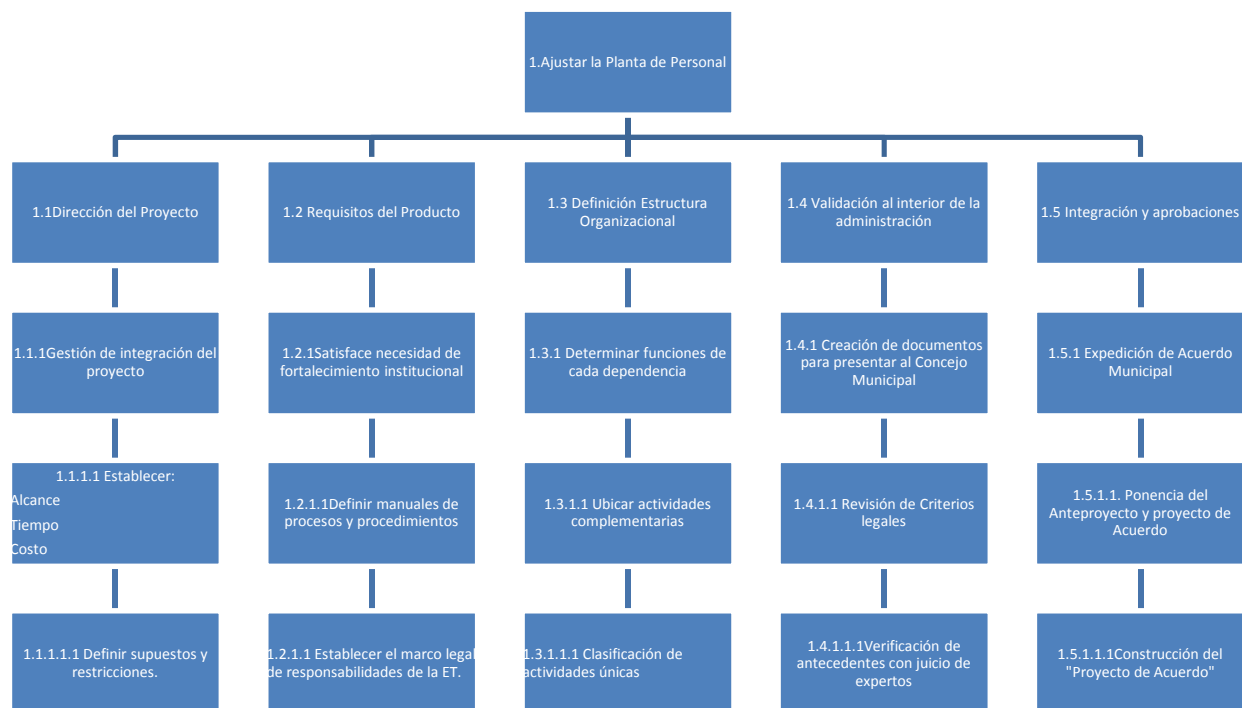 1.Ajustar la Planta de Personal
1.1Dirección del Proyecto
1.2 Requisitos del Producto
1.3 Definición Estructura
Organizacional
1.4 Validación al interior de la
administración
1.5 Integración y aprobaciones
1.1.1Gestión de integración del
proyecto
1.2.1Satisface necesidad de
fortalecimiento institucional
1.3.1 Determinar funciones de
cada dependencia
1.4.1 Creación de documentos
para presentar al Concejo
Municipal
1.5.1 Expedición de Acuerdo
Municipal
1.1.1.1 Establecer:
Alcance
Tiempo
Costo
1.2.1.1Definir manuales de
procesos y procedimientos
1.3.1.1 Ubicar actividades
complementarias
1.4.1.1 Revisión de Criterios
legales
1.5.1.1. Ponencia del
Anteproyecto y proyecto de
Acuerdo
1.1.1.1.1 Definir supuestos y
restricciones.
1.2.1.1 Establecer el marco legal
de responsabilidades de la ET.
1.3.1.1.1 Clasificación de
actividades únicas
1.4.1.1.1Verificación de
antecedentes con juicio de
expertos
1.5.1.1.1Construcción del
"Proyecto de Acuerdo"